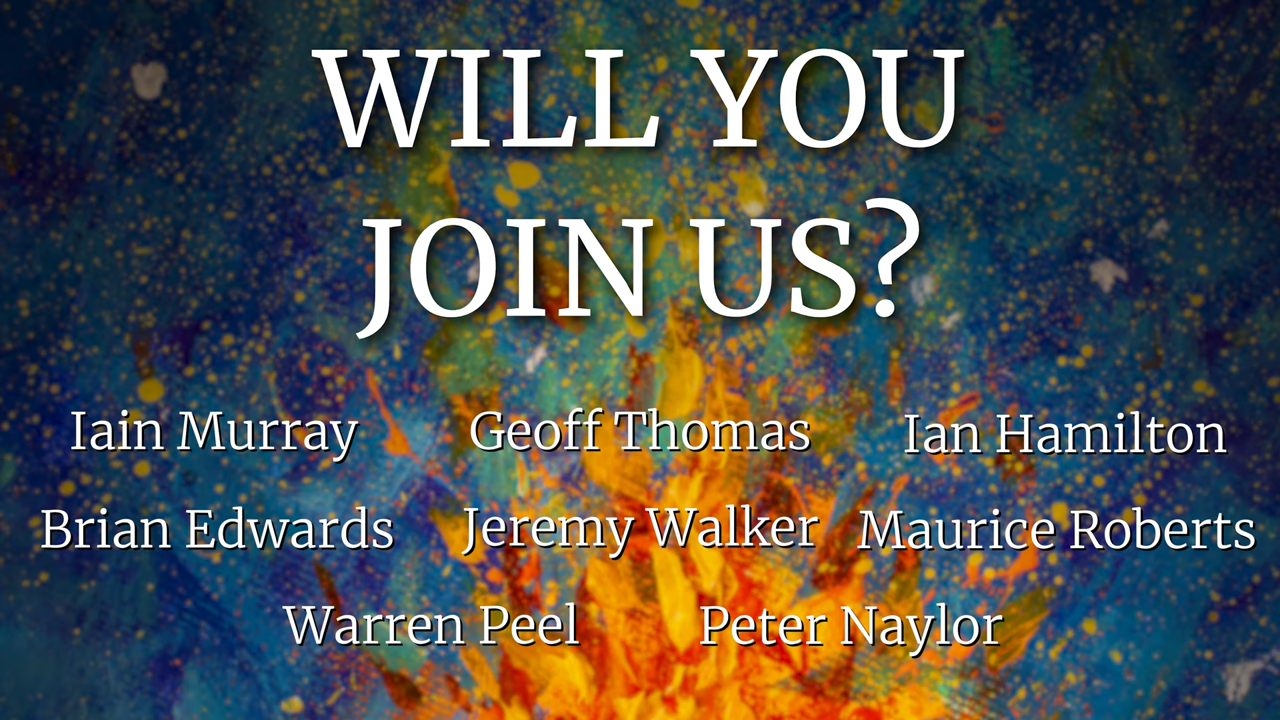 WILL YOU
JOIN US?
Iain Murray Geoff Thomas Ian Hamilton
Brian Edwards Jeremy Walker Maurice Roberts
Warren Peel Peter Naylor